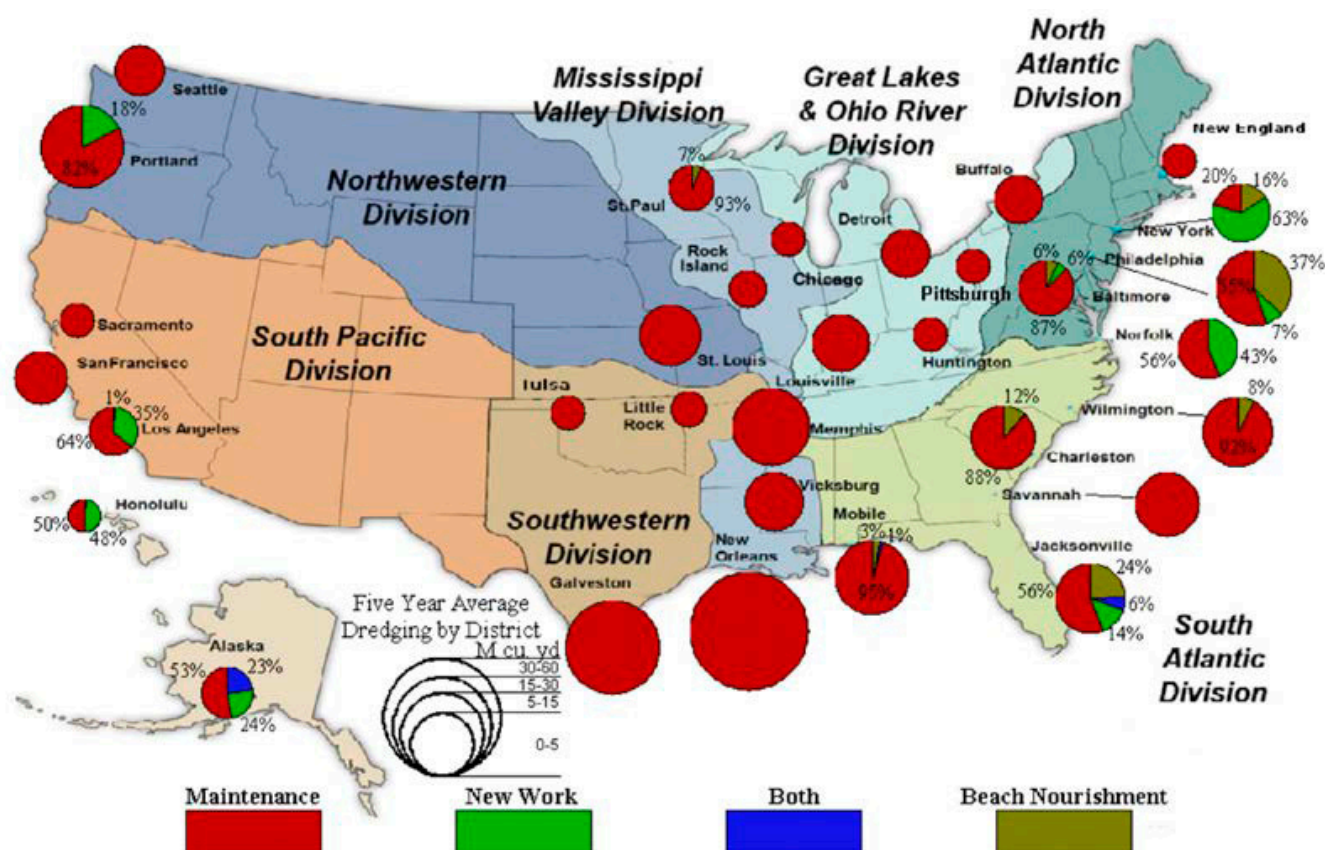 North
Atlantic
Division
Mississippi
Valley Division
Great Lakes
& Ohio River
Division
Seattle
18%
Portland
82%
Northwestern
Division
7%
St.Paul
93%
Rock
Island
Chicago
Detroit
Buffalo
New England
20%
16%
New York
63%
Philadelphia
37%
55%
7%
6%
6%
Pittsburgh
Baltimore
87%
Norfolk
56%
43%
Huntington
Louisville
St. Louis
Sacramento
SanFrancisco
South Pacific
Division
1%
35%
64%
Los Angeles
Tulsa
Little
Rock
Memphis
12%
88%
Charleston
8%
Wilmington
92%
Savannah
Honolulu
50%
48%
Southwestern
Division
Vicksburg
New
Orleans
Mobile
3%
1%
95%
Jacksonville
24%
56%
6%
14%
South
Atlantic
Division
Galveston
Five Year Average
Dredging by District
M cu. yd
30-60
15-30
5-15
0-5
Alaska
53%
23%
24%
Maintenance
New Work
Both
Beach Nourishment